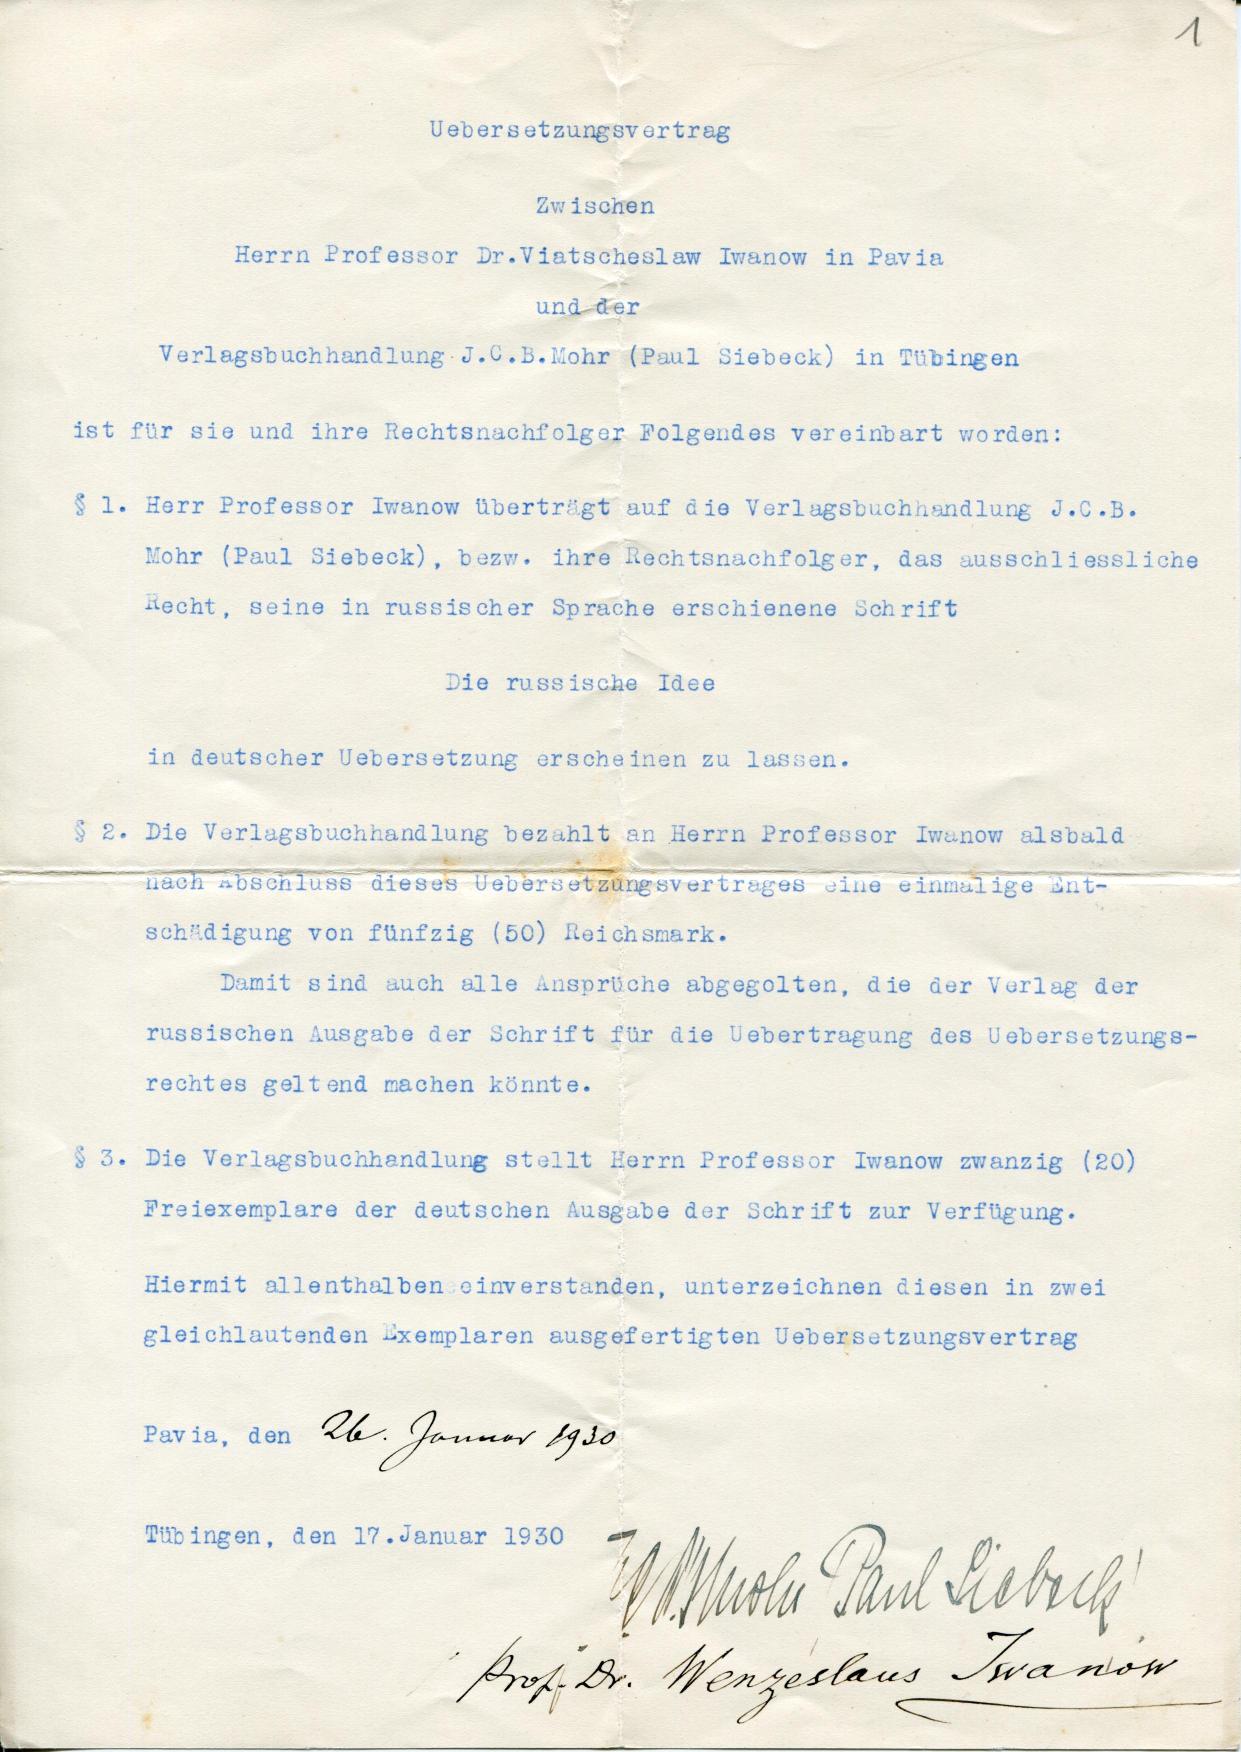 1
Uebersetzungsvertrag
Zwischen
Herrn Professor Dr.Viatscheslaw Iwanow in Pavia
und der
Verlagsbuchhandlung J.C.B.Mohr (Paul Siebeck) in Tübingen
ist für sie und ihre Rechtsnachfolger Folgendes vereinbart worden:
§ 1. Herr Professor Iwanow überträgt auf die Verlagsbuchhandlung J.C.B.
Mohr (Paul Siebeck), bezw. ihre Rechtsnachfolger, das ausschliessliche
Recht, seine in russischer Sprache erschienene Schrift
Die russische Idee
in deutscher Uebersetzung erscheinen zu lassen.
§ 2. Die Verlagsbuchhandlung bezahlt an Herrn Professor Iwanow alsbald
nach Abschluss dieses Uebersetzungsvertrages eine einmalige Ent-
schädigung von fünfzig (50) Reichsmark.
Damit sind auch alle Ansprüche abgegolten, die der Verlag der
russischen Ausgabe der Schrift für die Uebertragung des Uebersetzungs-
rechtes geltend machen könnte.
§ 3. Die Verlagsbuchhandlung stellt Herrn Professor Iwanow zwanzig (20)
Freiexemplare der deutschen Ausgabe der Schrift zur Verfügung.
Hiermit allenthalben einverstanden, unterzeichnen diesen in zwei
gleichlautenden Exemplaren ausgefertigten Uebersetzungsvertrag
Pavia, den 26. Januar 1930
Tübingen, den 17.Januar 1930
Mohr Paul Siebeck
Prof. Dr. Wenzeslaus Iwanow